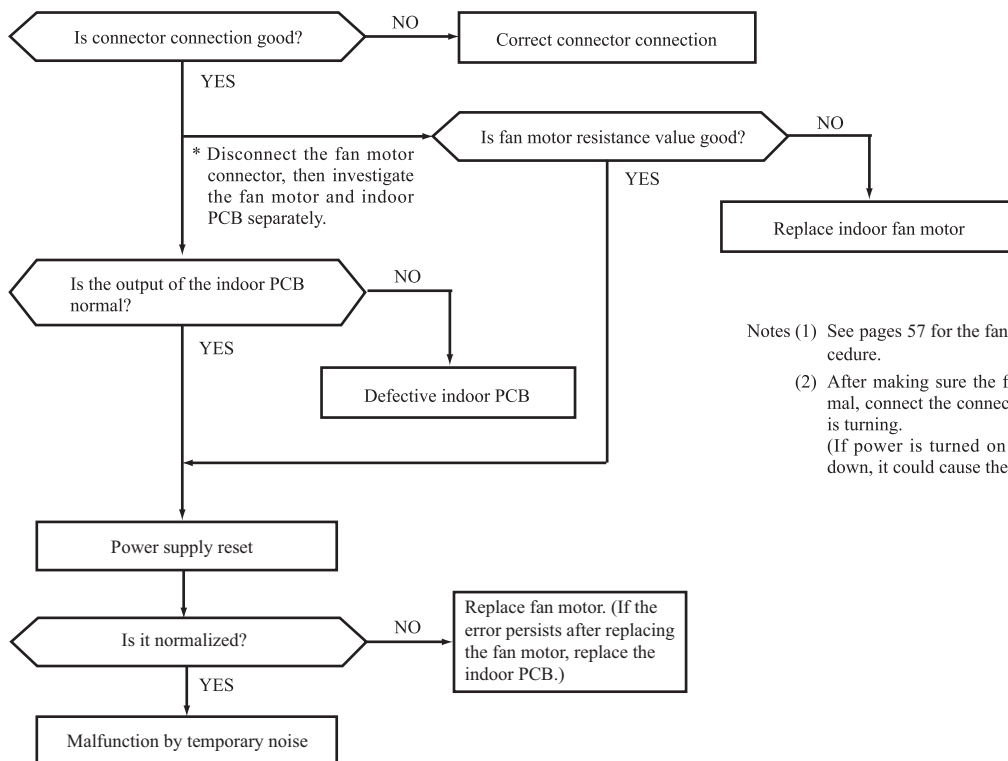 Is connector connection good?
NO
Correct connector connection
YES
* Disconnect the fan motor
connector, then investigate
the fan motor and indoor
PCB separately.
Is fan motor resistance value good?
NO
YES
Replace indoor fan motor
Is the output of the indoor PCB
normal?
NO
YES
Defective indoor PCB
Notes (1) See pages 57 for the fan
cedure.
(2) After making sure the
mal, connect the
is turning.
(If power is turned on
down, it could cause the
Power supply reset
Is it normalized?
NO
Replace fan motor. (If the
error persists after replacing
the fan motor, replace the
indoor PCB.)
YES
Malfunction by temporary noise